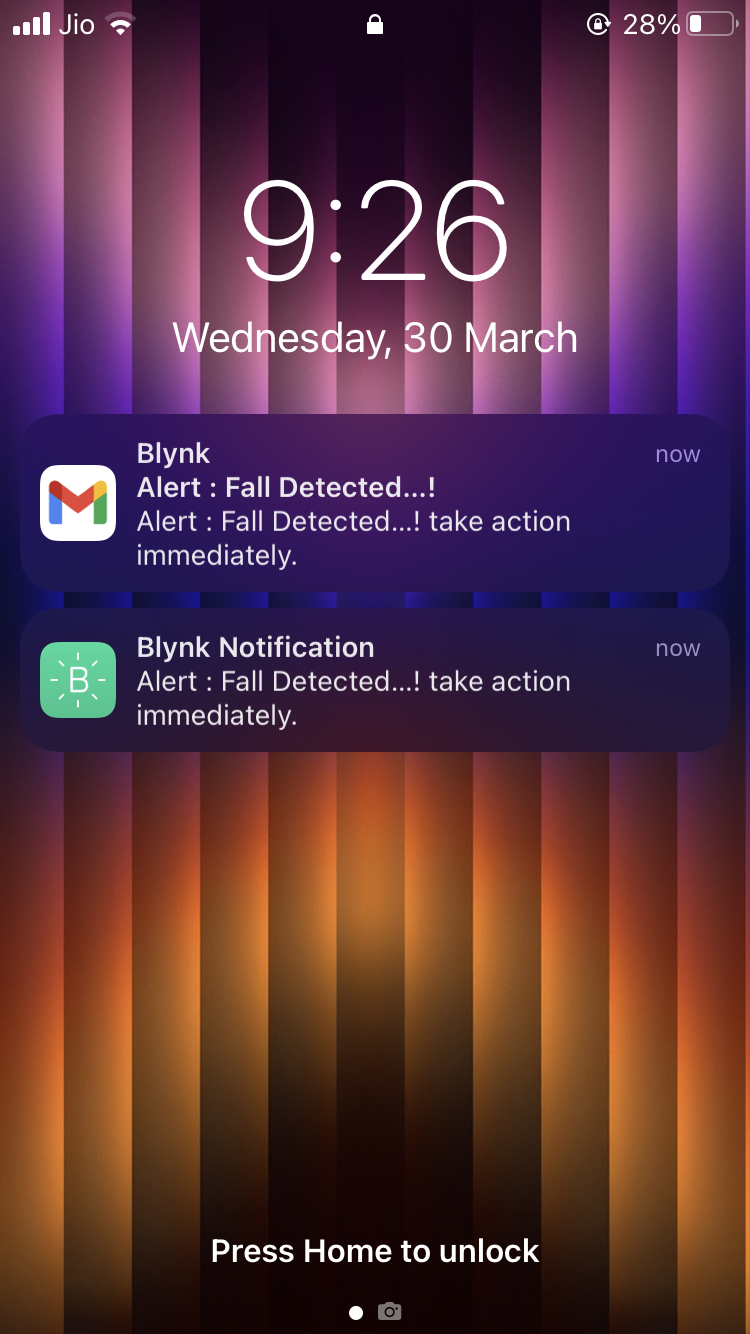 Jio 28%
9:26
Wednesday, 30 March
Blynk now
Alert : Fall Detected...!
Alert : Fall Detected...! take action
immediately.
B
Blynk Notification now
Alert : Fall Detected...! take action
immediately.
Press Home to unlock